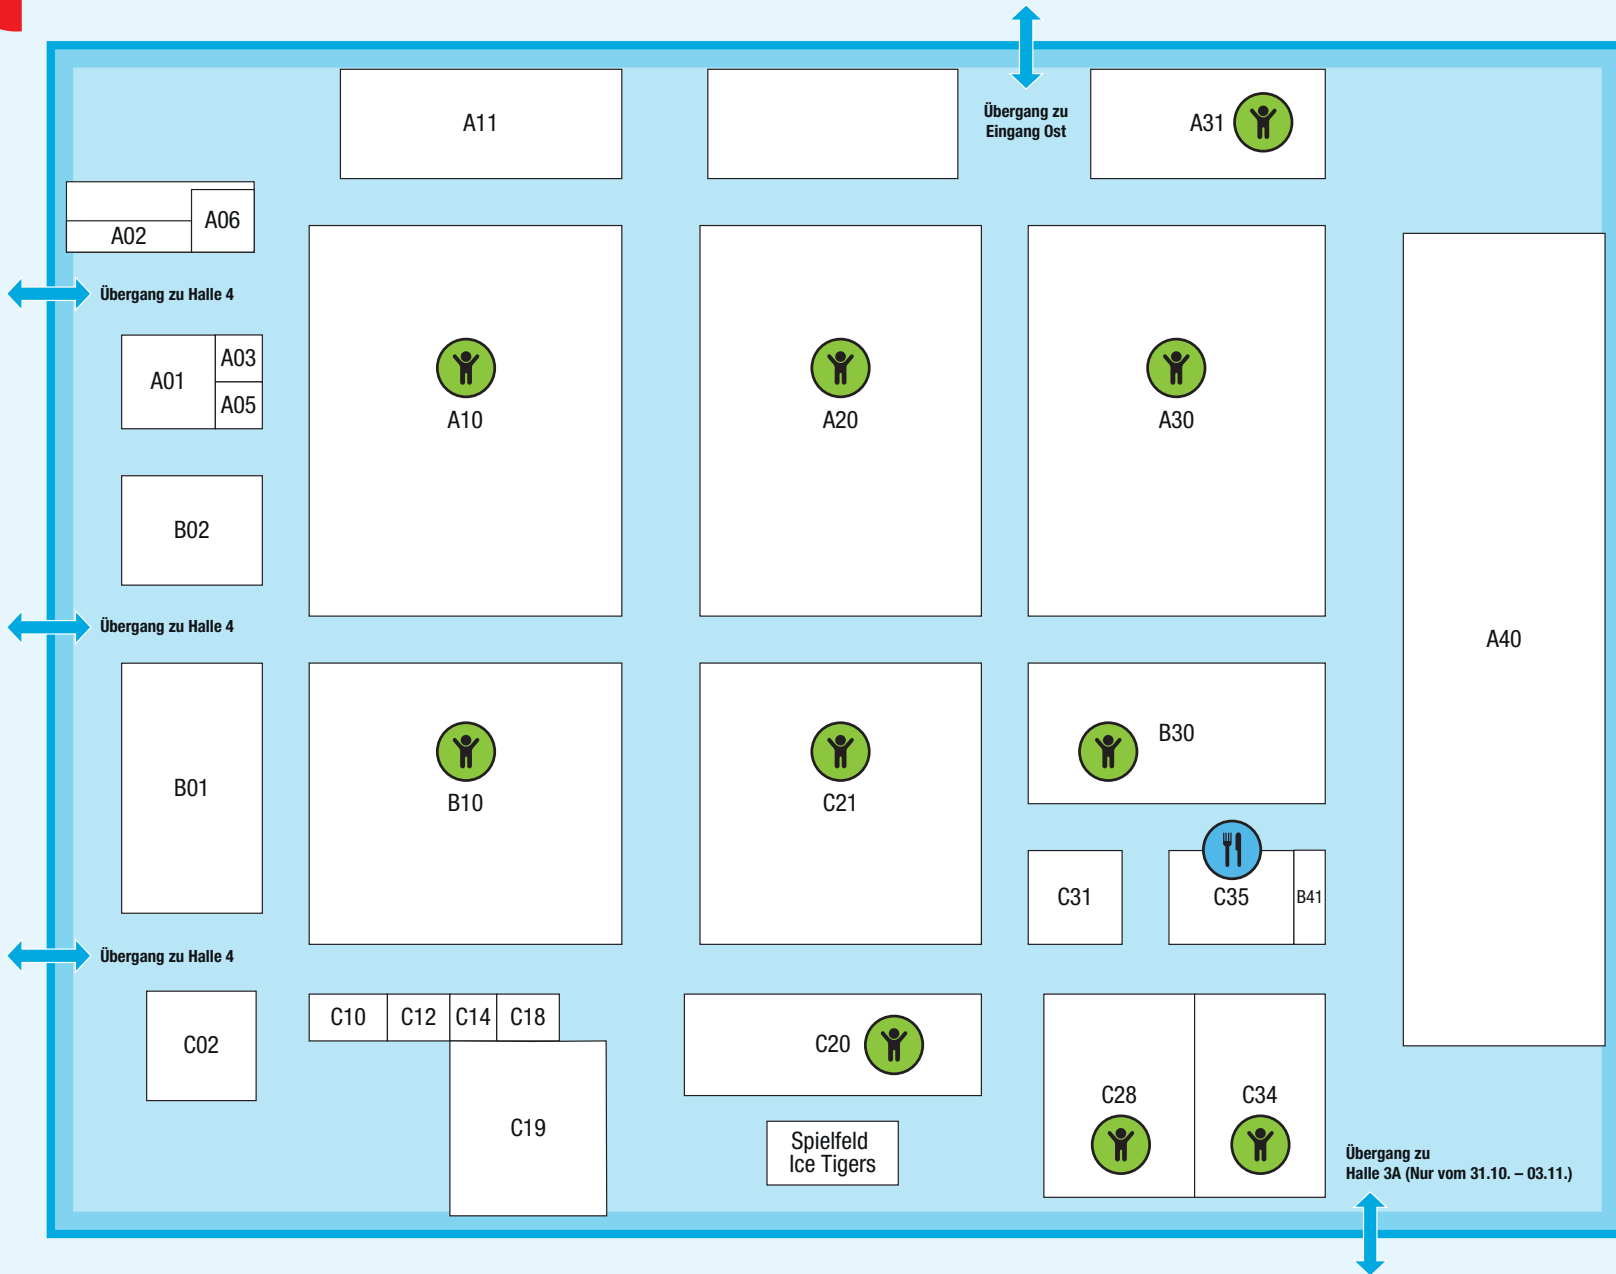 A11
Übergang zu
Eingang Ost
A31
A06
A02
Übergang zu Halle 4
A01
A03
A05
A10
A20
A30
B02
Übergang zu Halle 4
A40
B01
B10
C21
B30
C31
C35
B41
Übergang zu Halle 4
C02
C10
C12
C14
C18
C20
C28
C34
C19
Spielfeld
Ice Tigers
Übergang zu
Halle 3A (Nur vom 31.10. – 03.11.)